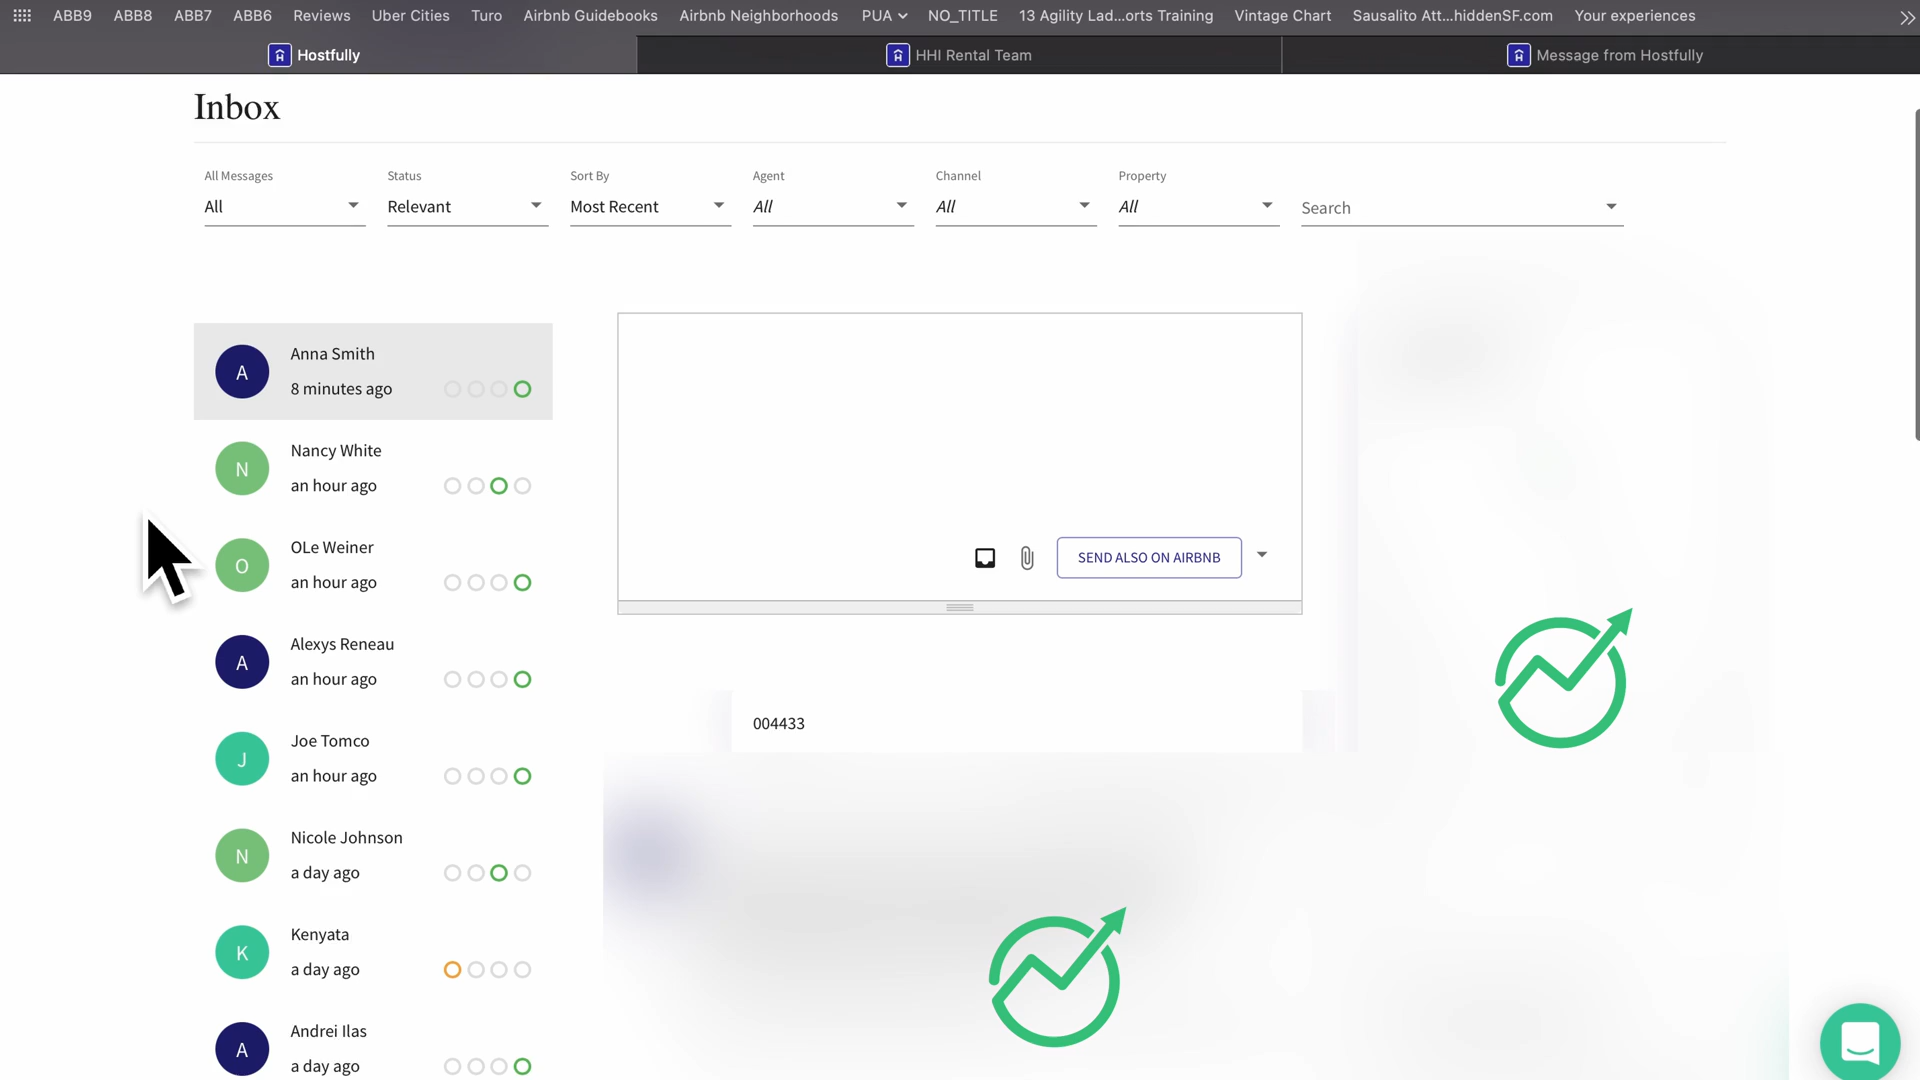 ABB9 ABB8 ABB7 ABB6 Reviews Uber Cities Turo Airbnb Guidebooks Airbnb Neighborhoods PUA NO_TITLE 13 Agility Lad...orts Training Vintage Chart Sausalito Att...hiddenSF.com Your experiences
Hostfully HHI Rental Team Message from Hostfully
Inbox
All Messages Status Sort By Agent Channel Property
All Relevant Most Recent All All All Search
A Anna Smith
8 minutes ago
N Nancy White
an hour ago
SEND ALSO ON AIRBNB
O OLe Weiner
an hour ago
A Alexys Reneau
an hour ago
004433
J Joe Tomco
an hour ago
N Nicole Johnson
a day ago
K Kenyata
a day ago
A Andrei Ilas
a day ago